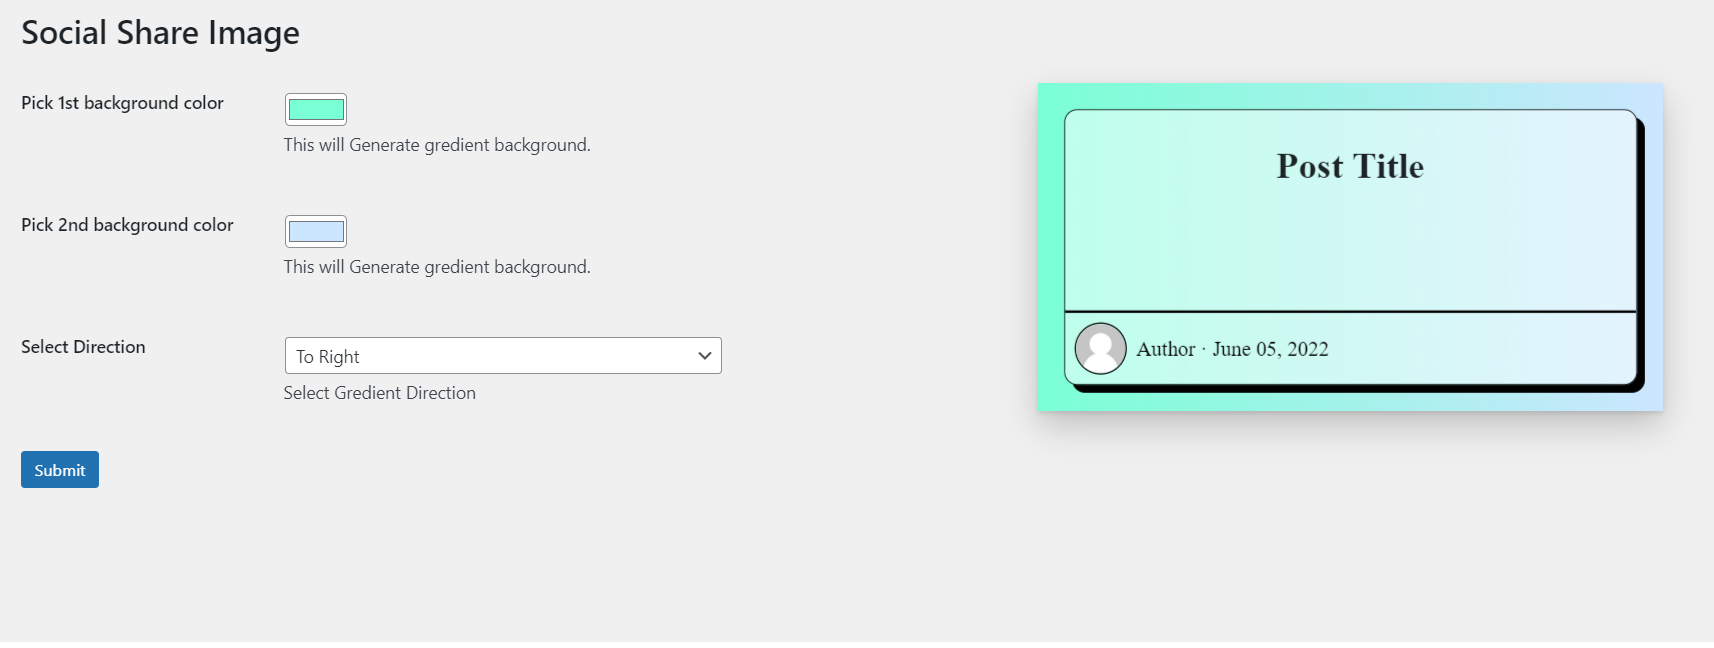 Social Share Image
Pick 1st background color
This will Generate gredient background.
Pick 2nd background color
This will Generate gredient background.
Select Direction
To Right
Select Gredient Direction
Submit
Post Title
Author · June 05, 2022